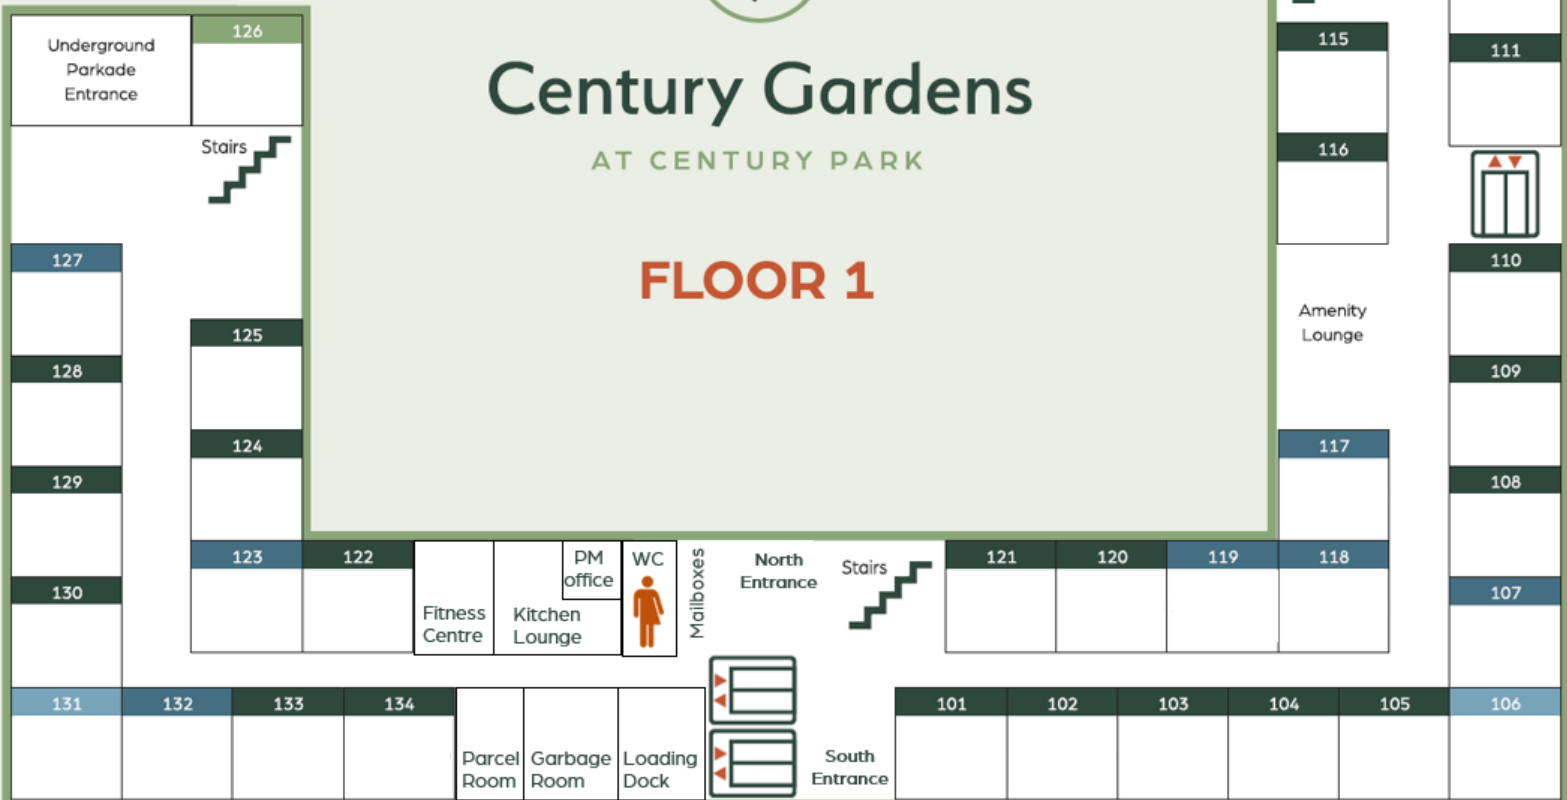 Underground
Parkade
Entrance
126
Century Gardens
AT CENTURY PARK
FLOOR 1
115
111
116
Stairs
127
110
Amenity
Lounge
125
128
109
124
117
129
108
123
122
PM
office
WC
Mailboxes
North
Entrance
Stairs
121
120
119
118
130
107
Fitness
Centre
Kitchen
Lounge
131
132
133
134
101
102
103
104
105
106
Parcel
Room
Garbage
Room
Loading
Dock
South
Entrance